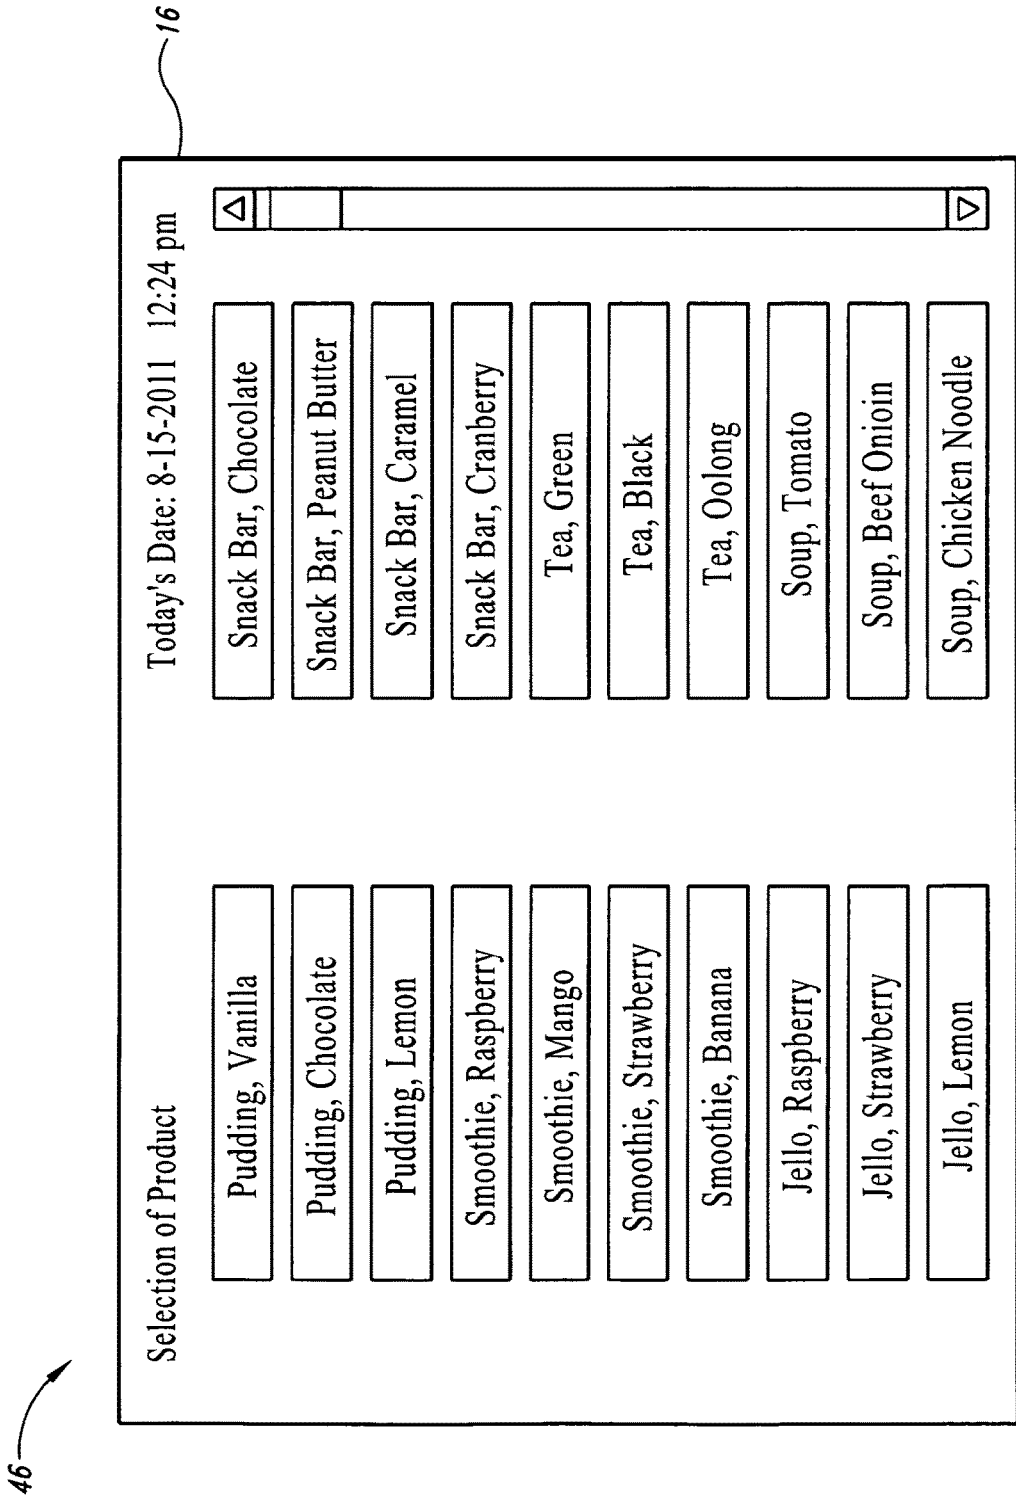 46
16
Selection of Product
Today's Date: 8-15-2011 12:24 pm
Pudding, Vanilla
Pudding, Chocolate
Pudding, Lemon
Smoothie, Raspberry
Smoothie, Mango
Smoothie, Strawberry
Smoothie, Banana
Jello, Raspberry
Jello, Strawberry
Jello, Lemon
Snack Bar, Chocolate
Snack Bar, Peanut Butter
Snack Bar, Caramel
Snack Bar, Cranberry
Tea, Green
Tea, Black
Tea, Oolong
Soup, Tomato
Soup, Beef Onioin
Soup, Chicken Noodle